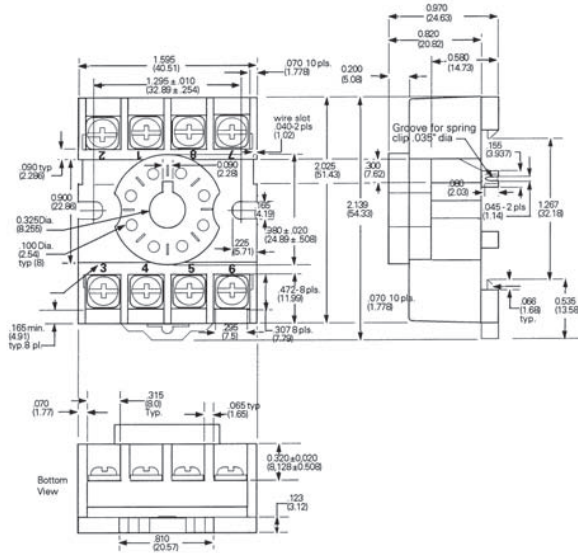 0.970
(24.63)
0.820
(20.82)
0.580
(14.73)
0.200
(5.08)
1.595
(40.51)
.070 10 pls.
(1.778)
1.295 ± .010
(32.89 ± .254)
wire slot
.040-2 pls
(1.02)
Groove for spring
clip .035" dia
2 1 8 7
.090 typ
(2.286)
0.090
(2.28)
2.025
(51.43)
.300
(7.62)
.155
(3.937)
0.900
(22.86)
.080
(2.03)
2.139
(54.33)
1.267
(32.18)
.165
(4.19)
0.325 Dia.
(8.255)
.980 ± .020
(24.89 ± .508)
.045 - 2 pls
(1.14)
.100 Dia.
(2.54)
typ (8)
.225
(5.71)
3 4 5 6
.472-8 pls.
(11.99)
.070 10 pls.
(1.778)
.066
(1.68)
typ.
0.535
(13.58)
.165 min.
(4.91)
typ.8 pl
.295
(7.5)
.307 8 pls.
(7.79)
.070
(1.77)
.315
(8.0)
Typ.
.065 typ
(1.65)
Bottom
View
0.320 ± 0.020
(8,128 ± 0.508)
.123
(3.12)
.810
(20.57)